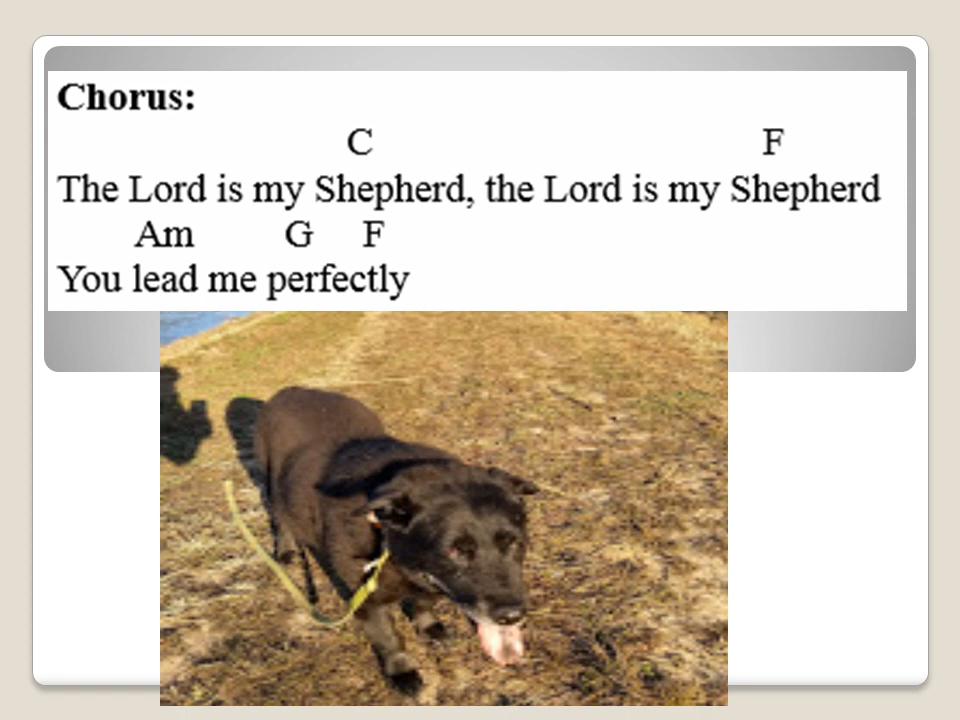 Chorus:
C F
The Lord is my Shepherd, the Lord is my Shepherd
Am G F
You lead me perfectly